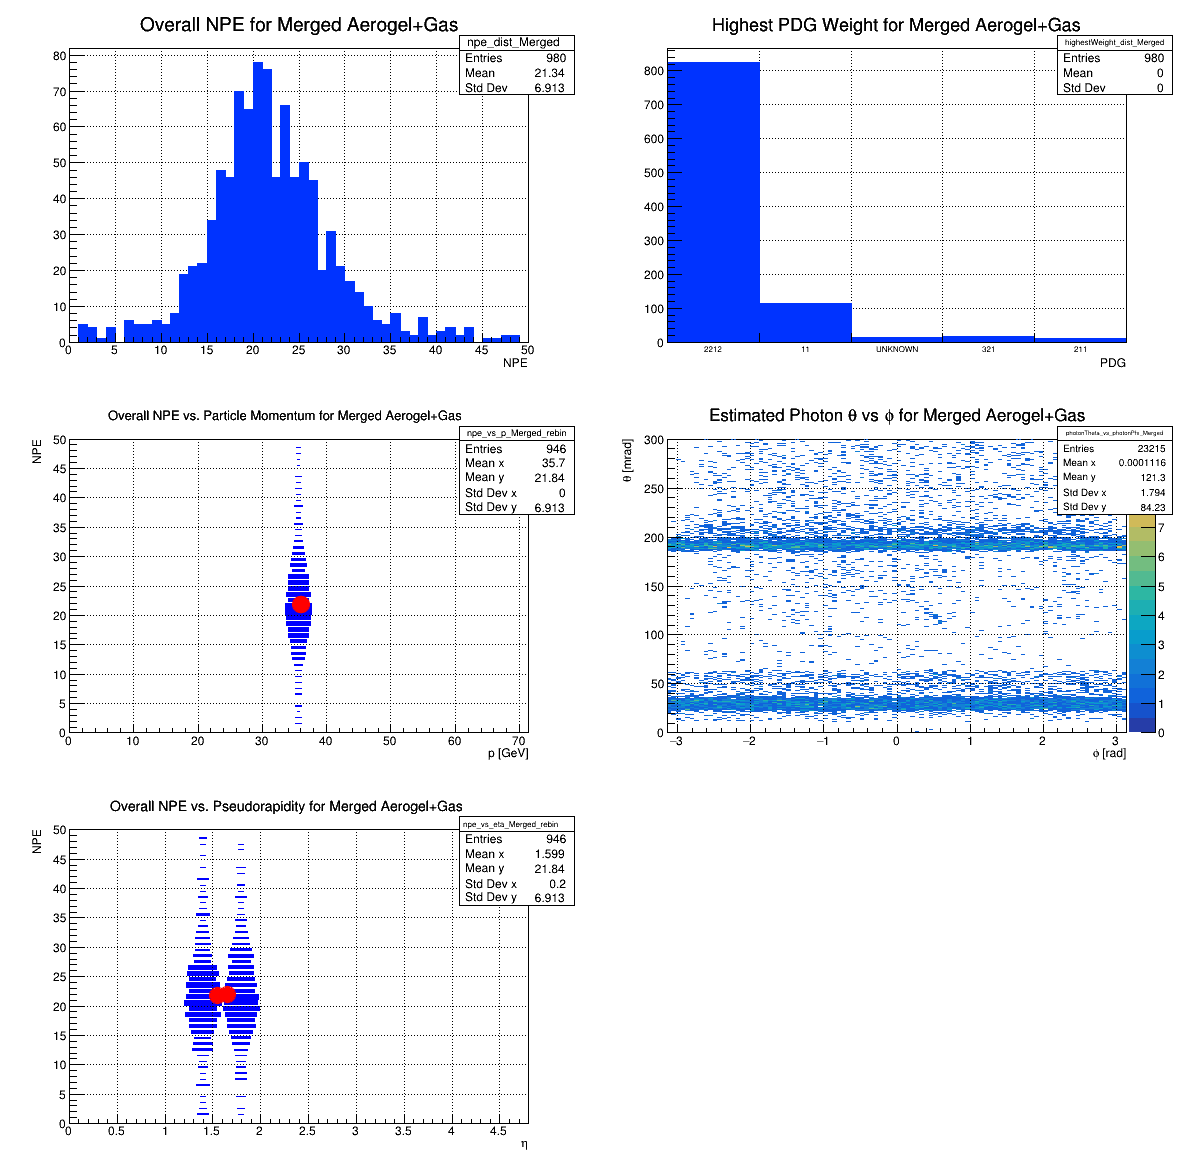 Overall NPE for Merged Aerogel+Gas
npe_dist_Merged
Entries 980
Mean 21.34
Std Dev 6.913
80
70
60
50
40
30
20
10
0
0 5 10 15 20 25 30 35 40 45 50
NPE
Highest PDG Weight for Merged Aerogel+Gas
highestWeight_dist_Merged
Entries 980
Mean 0
Std Dev 0
800
700
600
500
400
300
200
100
0
2212 11 UNKNOWN 321 211
PDG
Overall NPE vs. Particle Momentum for Merged Aerogel+Gas
npe_vs_p_Merged_rebin
Entries 946
Mean x 35.7
Mean y 21.84
Std Dev x 0
Std Dev y 6.913
NPE
50
45
40
35
30
25
20
15
10
5
0
0 10 20 30 40 50 60 70
p [GeV]
Estimated Photon θ vs ϕ for Merged Aerogel+Gas
photonTheta_vs_photonPhi_Merged
Entries 23215
Mean x 0.0001116
Mean y 121.3
Std Dev x 1.794
Std Dev y 84.23
θ [mrad]
300
250
200
150
100
50
0
−3 −2 −1 0 1 2 3
ϕ [rad]
7
6
5
4
3
2
1
0
Overall NPE vs. Pseudorapidity for Merged Aerogel+Gas
npe_vs_eta_Merged_rebin
Entries 946
Mean x 1.599
Mean y 21.84
Std Dev x 0.2
Std Dev y 6.913
NPE
50
45
40
35
30
25
20
15
10
5
0
0 0.5 1 1.5 2 2.5 3 3.5 4 4.5
η